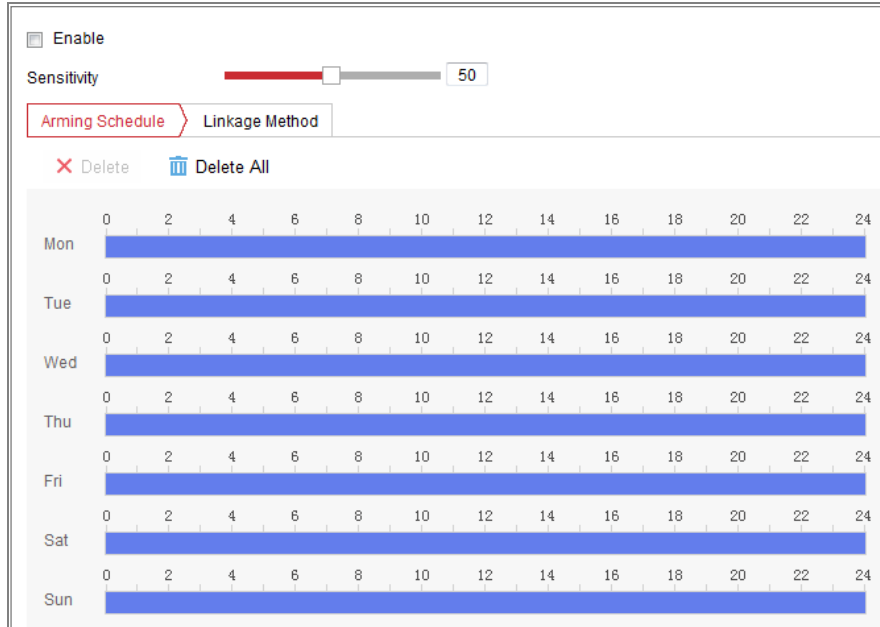 Enable
Sensitivity 50
Arming Schedule Linkage Method
Delete Delete All
0 2 4 6 8 10 12 14 16 18 20 22 24
Mon
0 2 4 6 8 10 12 14 16 18 20 22 24
Tue
0 2 4 6 8 10 12 14 16 18 20 22 24
Wed
0 2 4 6 8 10 12 14 16 18 20 22 24
Thu
0 2 4 6 8 10 12 14 16 18 20 22 24
Fri
0 2 4 6 8 10 12 14 16 18 20 22 24
Sat
0 2 4 6 8 10 12 14 16 18 20 22 24
Sun